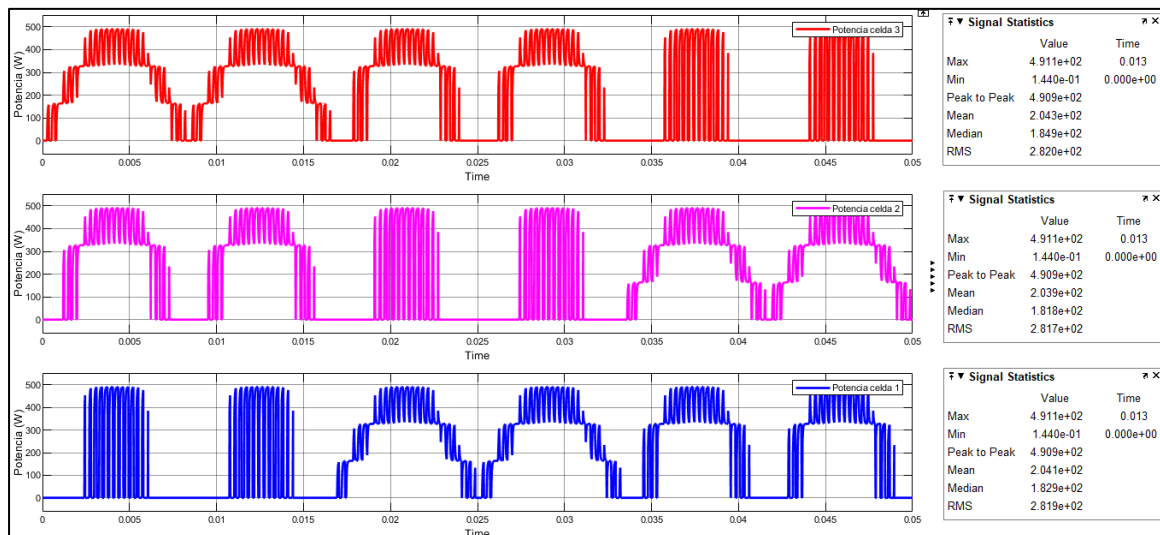 Potencia celda 3
500
400
300
200
100
0
Potencia (W)
0 0.005 0.01 0.015 0.02 0.025 0.03 0.035 0.04 0.045 0.05
Time
Signal Statistics
Value Time
Max 4.911e+02 0.013
Min 1.440e-01 0.000e+00
Peak to Peak 4.909e+02
Mean 2.043e+02
Median 1.849e+02
RMS 2.820e+02
Potencia celda 2
500
400
300
200
100
0
Potencia (W)
0 0.005 0.01 0.015 0.02 0.025 0.03 0.035 0.04 0.045 0.05
Time
Signal Statistics
Value Time
Max 4.911e+02 0.013
Min 1.440e-01 0.000e+00
Peak to Peak 4.909e+02
Mean 2.039e+02
Median 1.818e+02
RMS 2.817e+02
Potencia celda 1
500
400
300
200
100
0
Potencia (W)
0 0.005 0.01 0.015 0.02 0.025 0.03 0.035 0.04 0.045 0.05
Time
Signal Statistics
Value Time
Max 4.911e+02 0.013
Min 1.440e-01 0.000e+00
Peak to Peak 4.909e+02
Mean 2.041e+02
Median 1.829e+02
RMS 2.819e+02